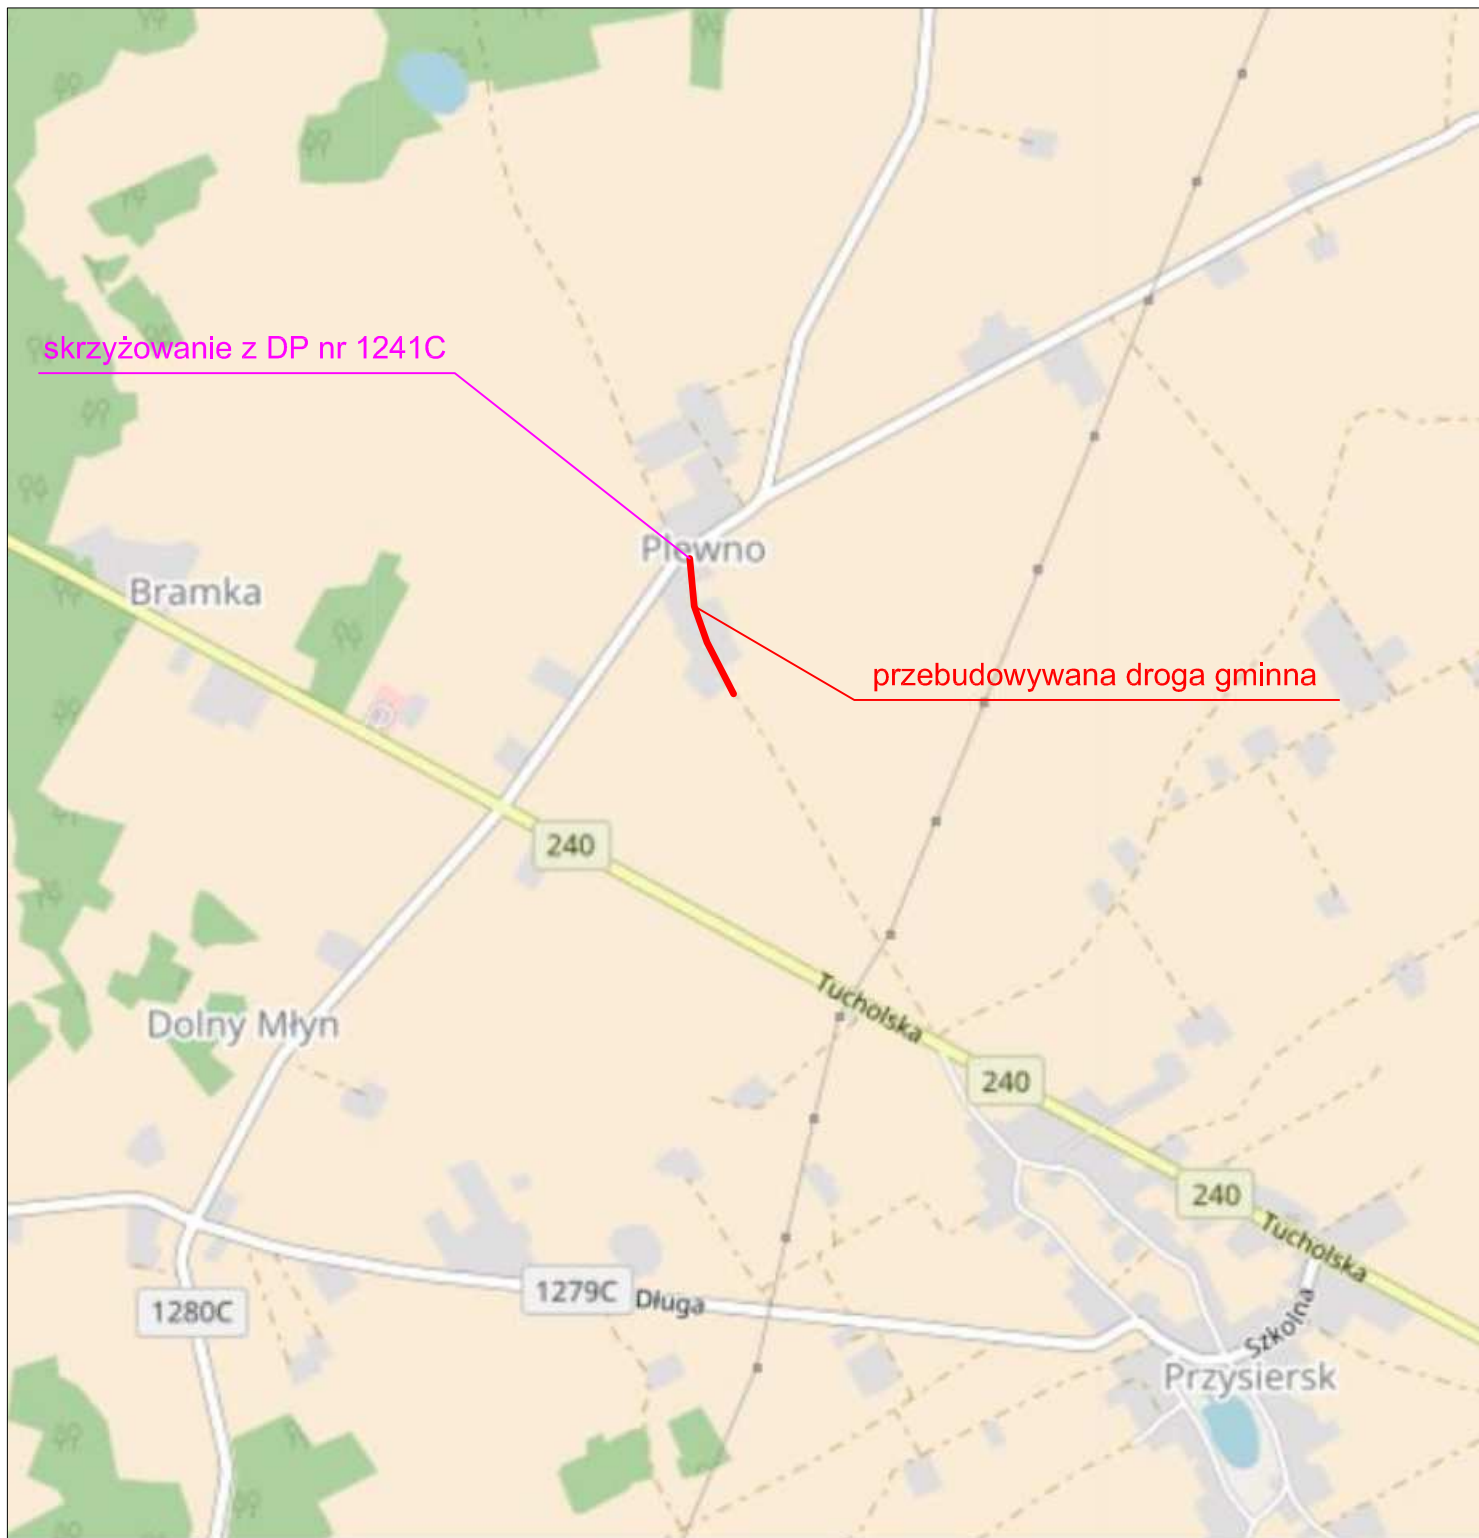 skrzyżowanie z DP nr 1241C
Plewno
Bramka
przebudowywana droga gminna
240
Tucholska
Dolny Młyn
240
240
Tucholska
1279C
Długa
1280C
Szkolna
Przysiersk